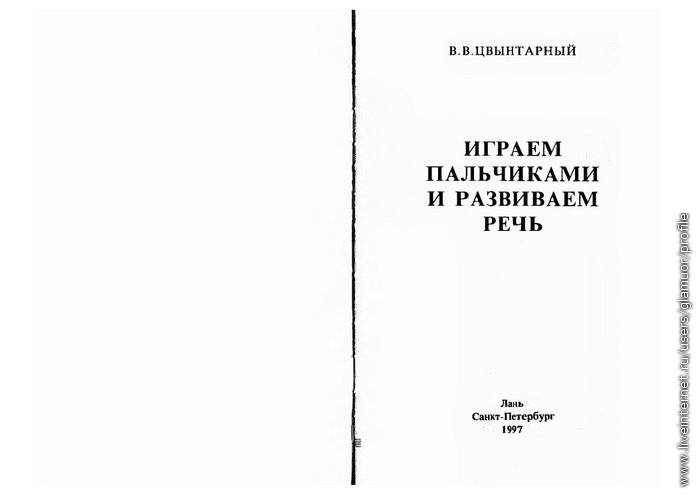 В.В.ЦВЫНТАРНЫЙ
ИГРАЕМ
ПАЛЬЧИКАМИ
И РАЗВИВАЕМ
РЕЧЬ
Лань
Санкт-Петербург
1997
www.liveinternet.ru/users/glamuor/profile